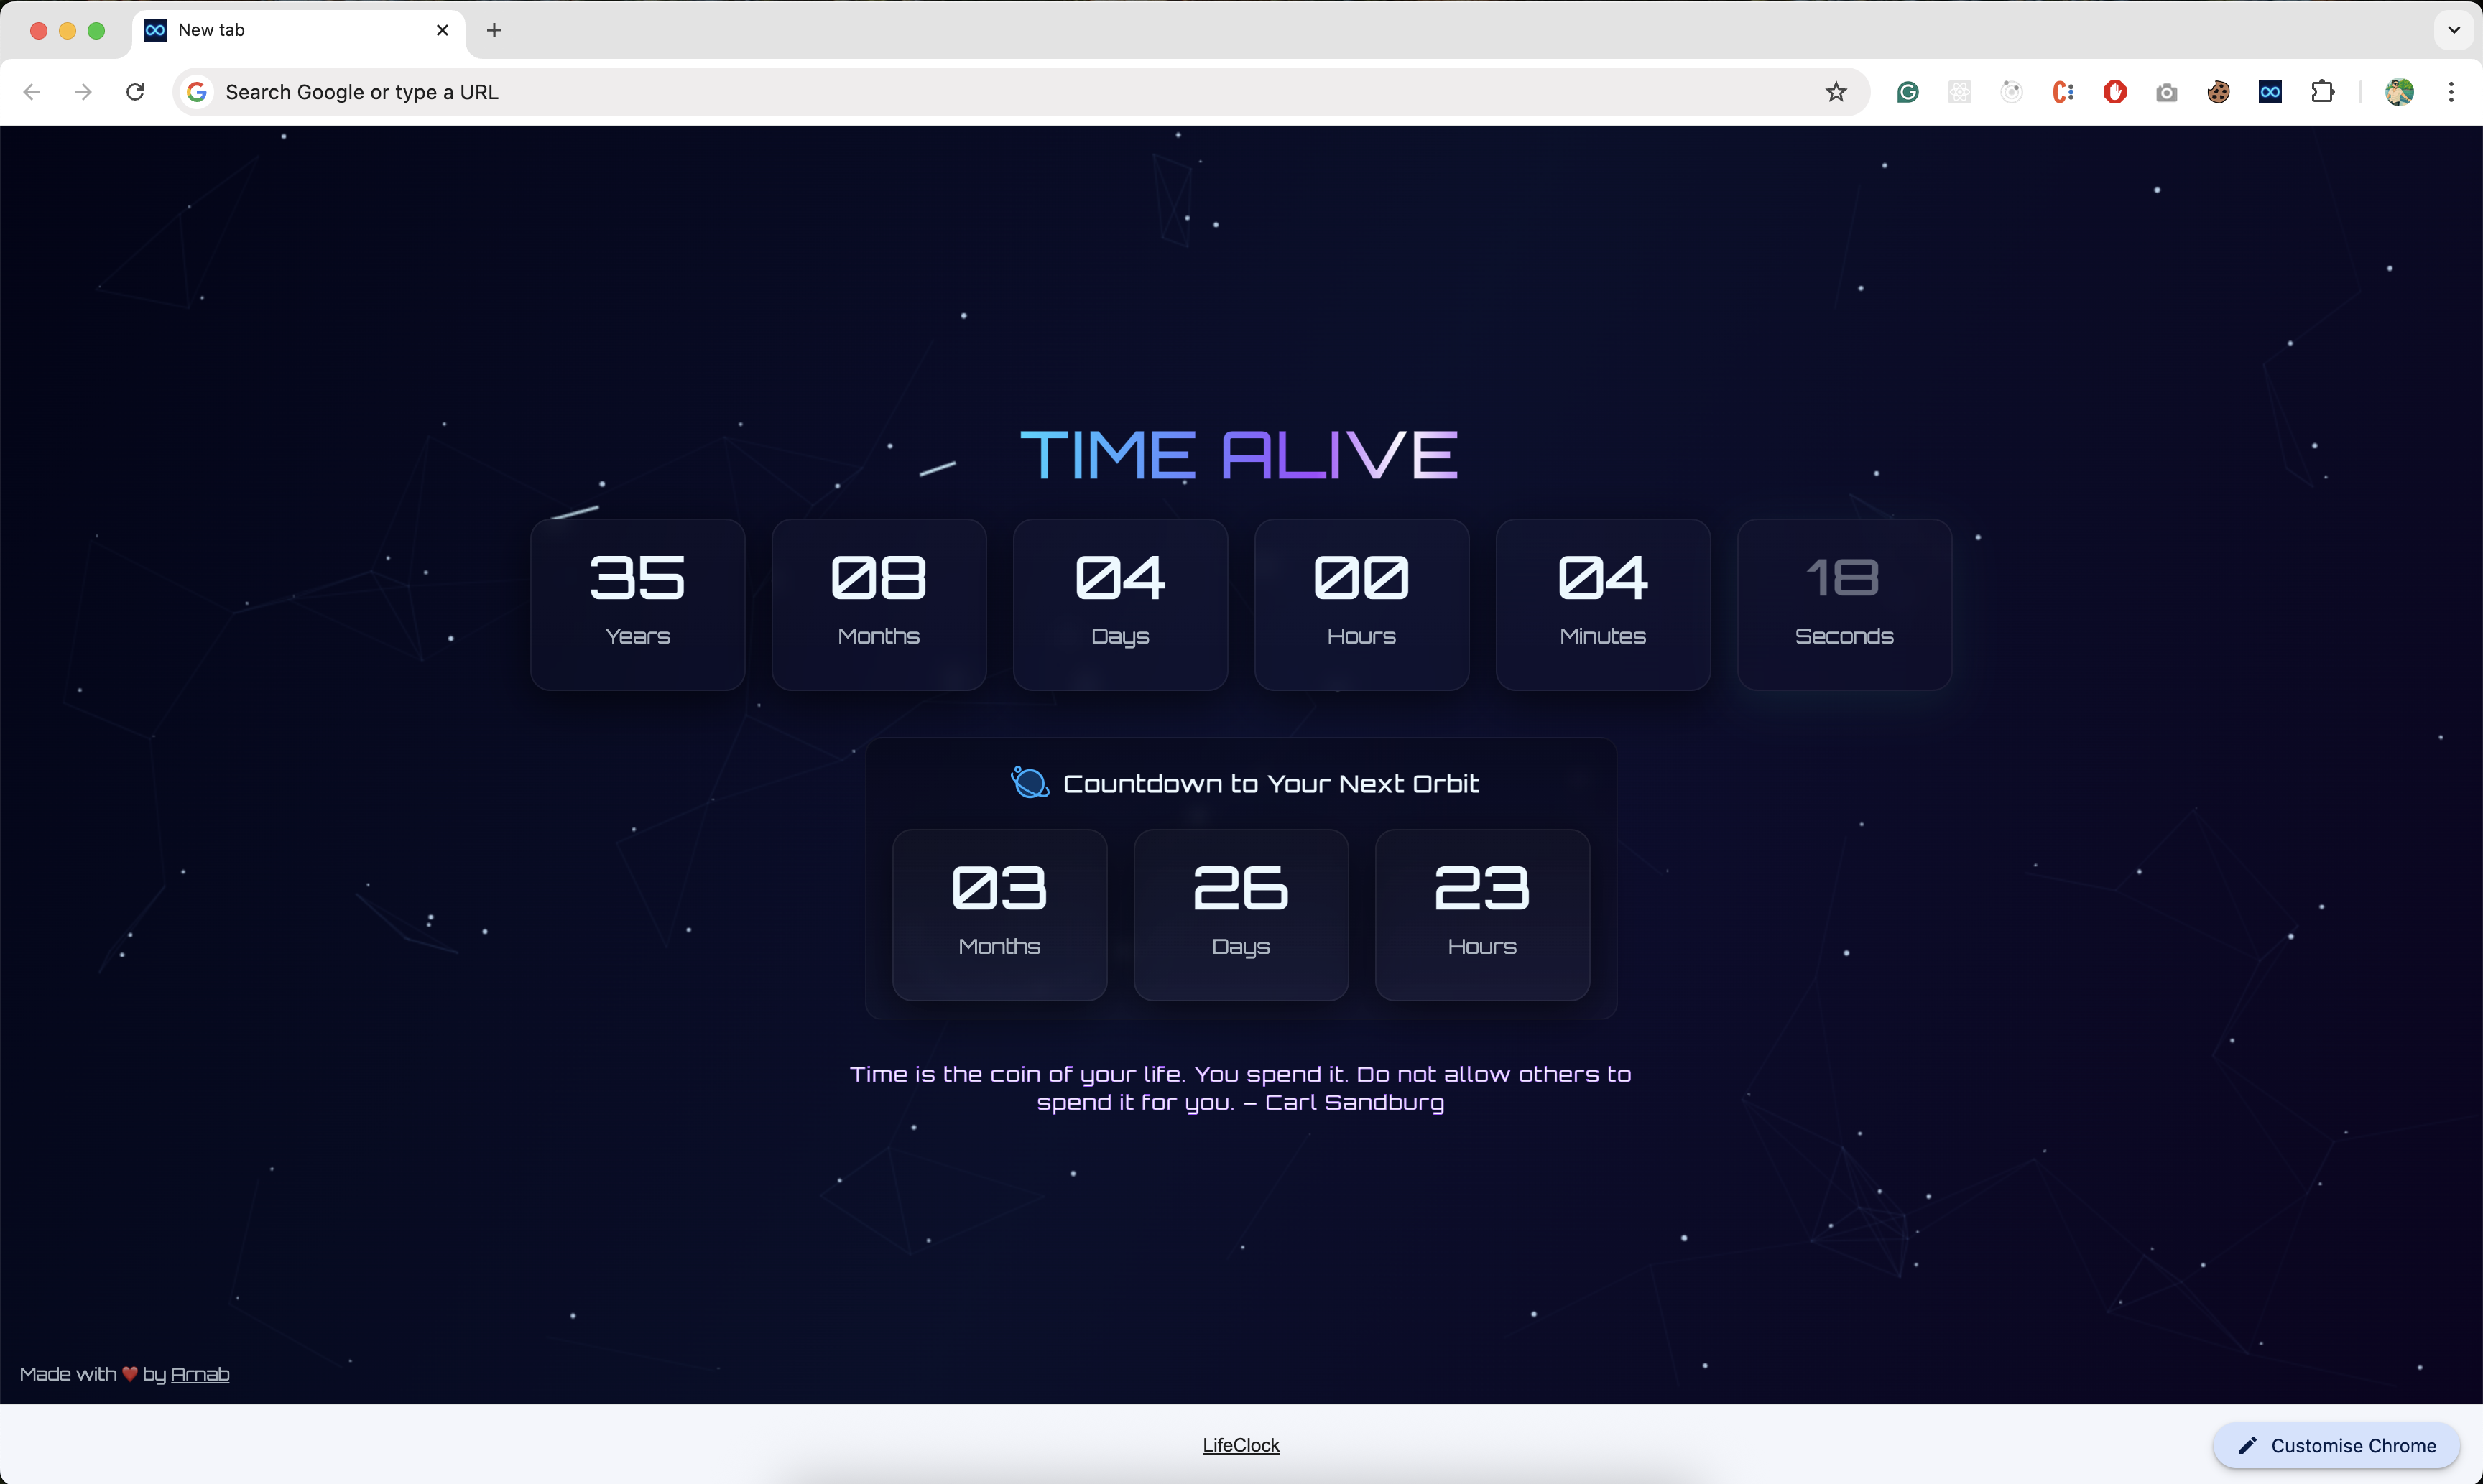 New tab
Search Google or type a URL
TIME ALIVE
35 08 04 00 04 18
Years Months Days Hours Minutes Seconds
Countdown to Your Next Orbit
03 26 23
Months Days Hours
Time is the coin of your life. You spend it. Do not allow others to
spend it for you. – Carl Sandburg
Made with ❤️ by Arnab
LifeClock
Customise Chrome